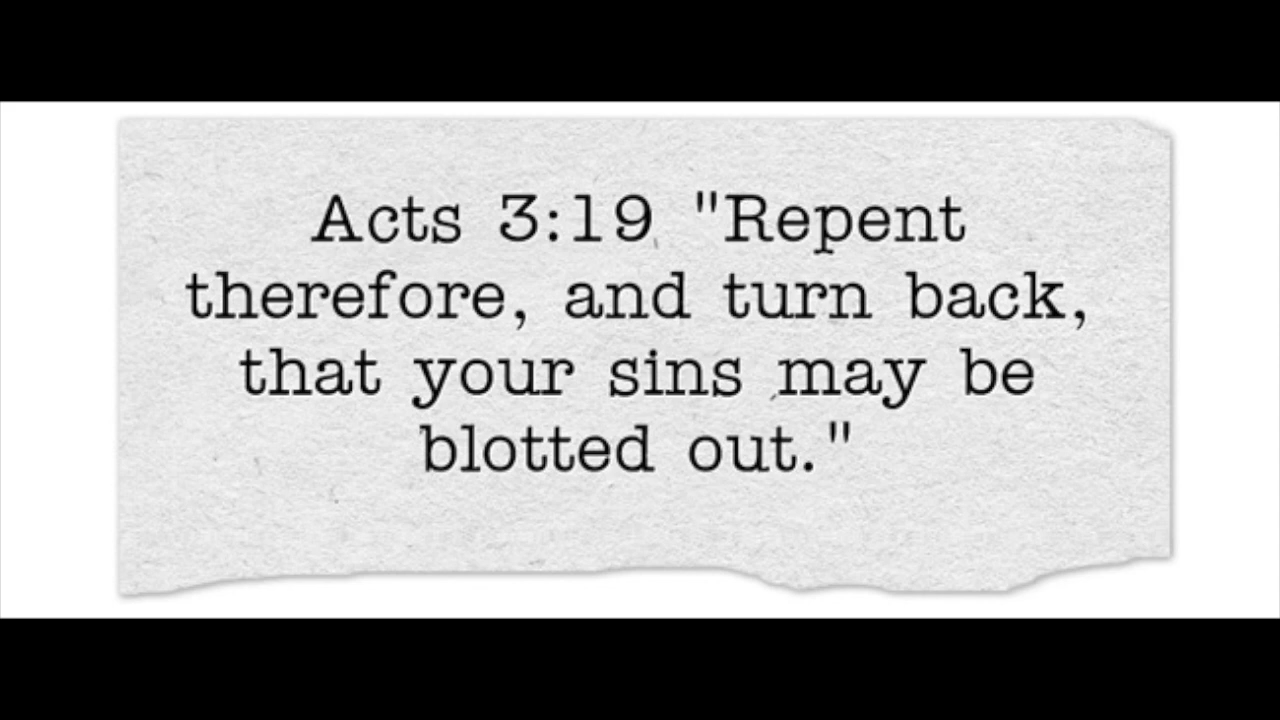 Acts 3:19 "Repent
therefore, and turn back,
that your sins may be
blotted out."